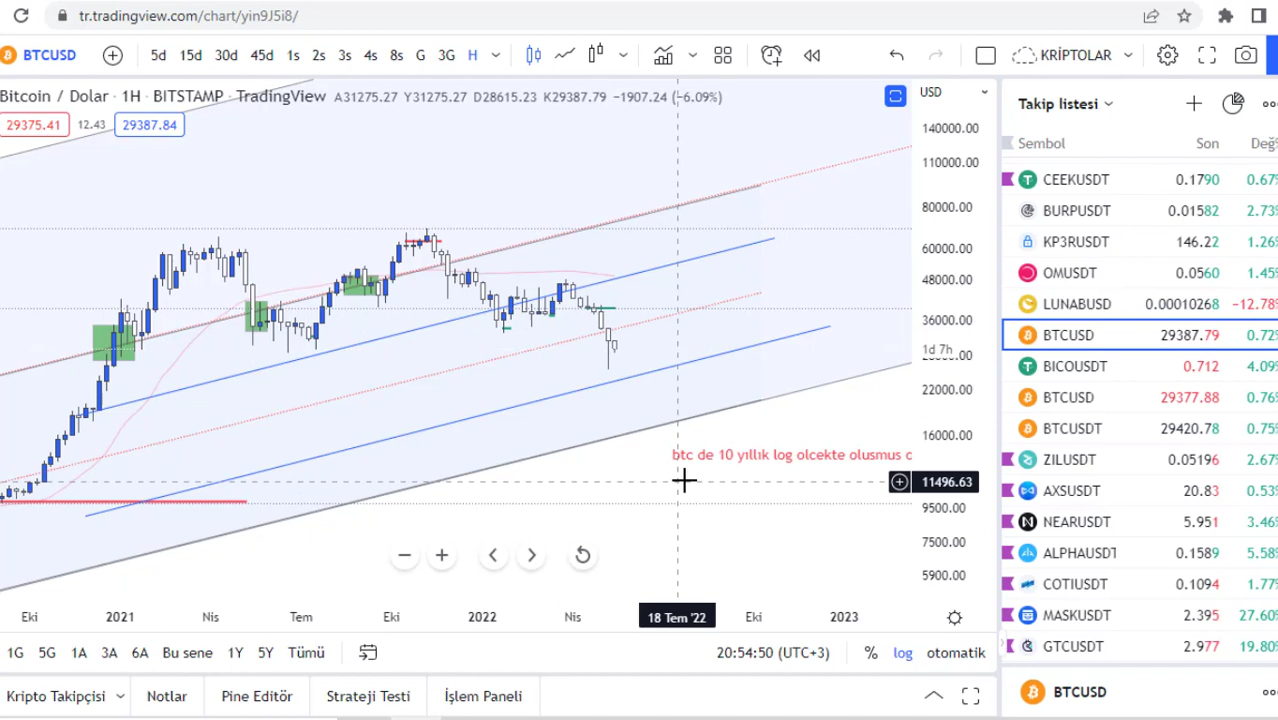 tr.tradingview.com/chart/yin9J5i8/
BTCUSD 5d 15d 30d 45d 1s 2s 3s 4s 8s G 3G H KRİPTOLAR
Bitcoin / Dolar · 1H · BITSTAMP · TradingView A31275.27 Y31275.27 D28615.23 K29387.79 −1907.24 (−6.09%)
USD
29375.41 12.43 29387.84
140000.00
110000.00
80000.00
60000.00
48000.00
36000.00
1d 7h
22000.00
16000.00
btc de 10 yıllık log olcekte olusmus c
11496.63
9500.00
7500.00
5900.00
Eki 2021 Nis Tem Eki 2022 Nis 18 Tem '22 Eki 2023
1G 5G 1A 3A 6A Bu sene 1Y 5Y Tümü 20:54:50 (UTC+3) % log otomatik
Kripto Takipçisi Notlar Pine Editör Strateji Testi İşlem Paneli
Takip listesi
Sembol Son Değ%
CEEKUSDT 0.1790 0.67%
BURPUSDT 0.01582 2.73%
KP3RUSDT 146.22 1.26%
OMUSDT 0.0560 1.45%
LUNABUSD 0.00010268 −12.78%
BTCUSD 29387.79 0.72%
BICOUSDT 0.712 4.09%
BTCUSD 29377.88 0.76%
BTCUSDT 29420.78 0.75%
ZILUSDT 0.05196 2.67%
AXSUSDT 20.83 0.53%
NEARUSDT 5.951 3.46%
ALPHAUSDT 0.1589 5.58%
COTIUSDT 0.1094 1.77%
MASKUSDT 2.395 27.60%
GTCUSDT 2.977 19.80%
BTCUSD